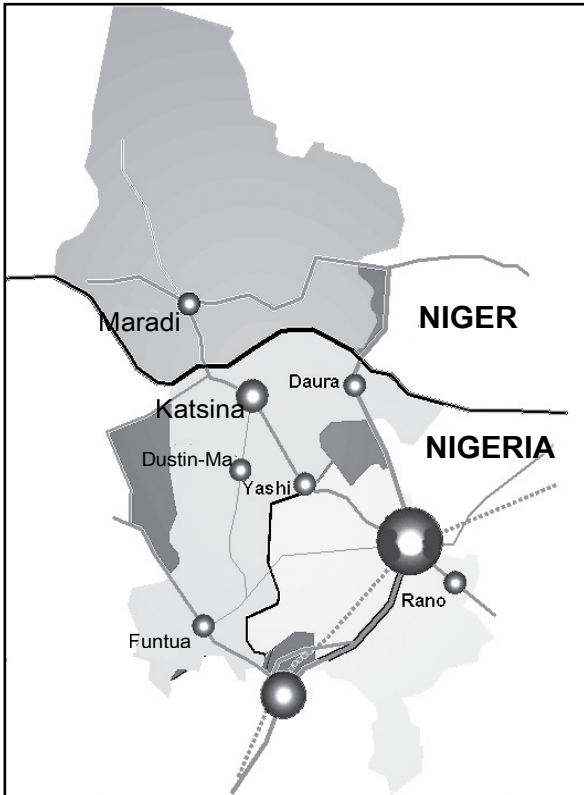 NIGER
Maradi
Daura
Katsina
NIGERIA
Dustin-Ma
Yashi
Rano
Funtua